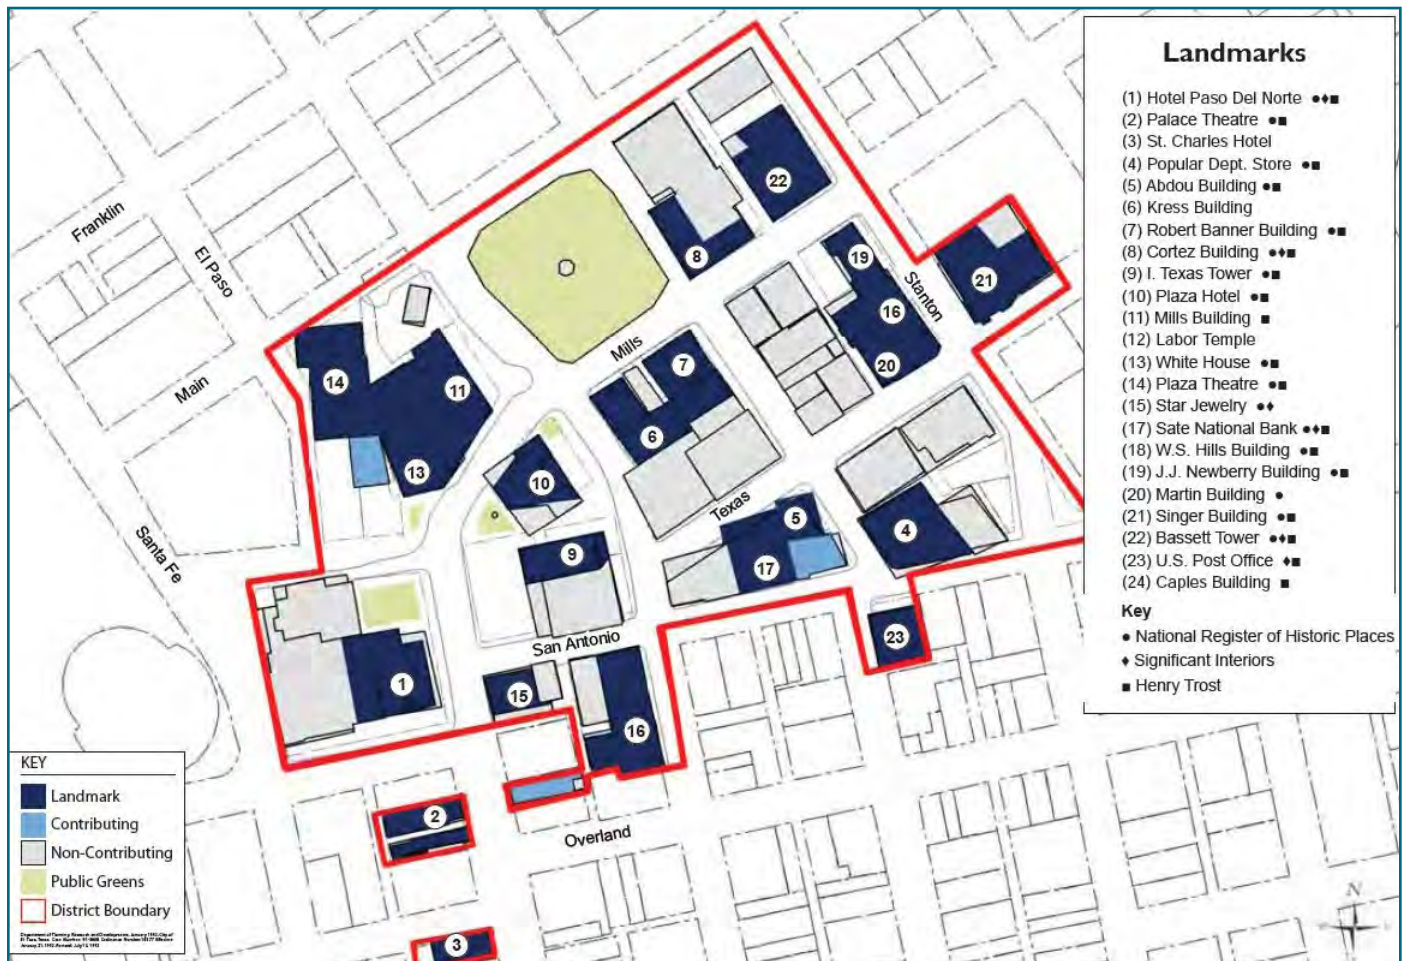 Landmarks
(1) Hotel Paso Del Norte ●♦■
(2) Palace Theatre ●■
(3) St. Charles Hotel
(4) Popular Dept. Store ●■
(5) Abdou Building ●■
(6) Kress Building
(7) Robert Banner Building ●■
(8) Cortez Building ●♦■
(9) I. Texas Tower ●■
(10) Plaza Hotel ●■
(11) Mills Building ■
(12) Labor Temple
(13) White House ●■
(14) Plaza Theatre ●■
(15) Star Jewelry ●♦
(17) Sate National Bank ●♦■
(18) W.S. Hills Building ●■
(19) J.J. Newberry Building ●■
(20) Martin Building ●
(21) Singer Building ●■
(22) Bassett Tower ●♦■
(23) U.S. Post Office ♦■
(24) Caples Building ■
Key
● National Register of Historic Places
♦ Significant Interiors
■ Henry Trost
Franklin
El Paso
Main
Santa Fe
Mills
Stanton
Texas
San Antonio
Overland
22
8
19
21
16
20
7
14
11
6
13
10
5
4
9
17
23
1
15
16
2
3
KEY
Landmark
Contributing
Non-Contributing
Public Greens
District Boundary
N